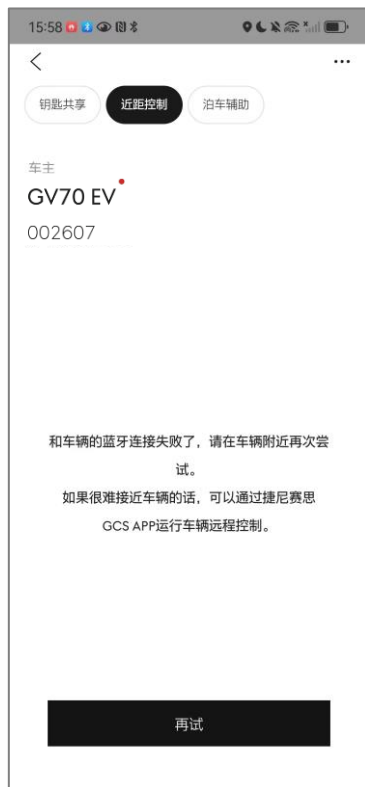 15:58
钥匙共享 近距控制 泊车辅助
车主
GV70 EV
002607
和车辆的蓝牙连接失败了，请在车辆附近再次尝
试。
如果很难接近车辆的话，可以通过捷尼赛思
GCS APP运行车辆远程控制。
再试